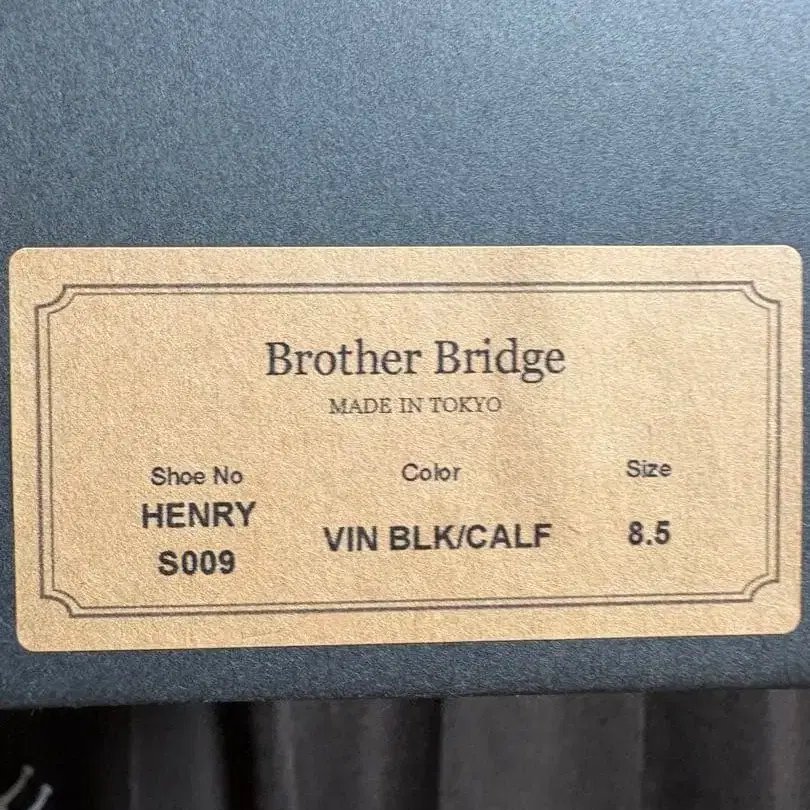 Brother Bridge
MADE IN TOKYO
Shoe No Color Size
HENRY
S009
VIN BLK/CALF 8.5